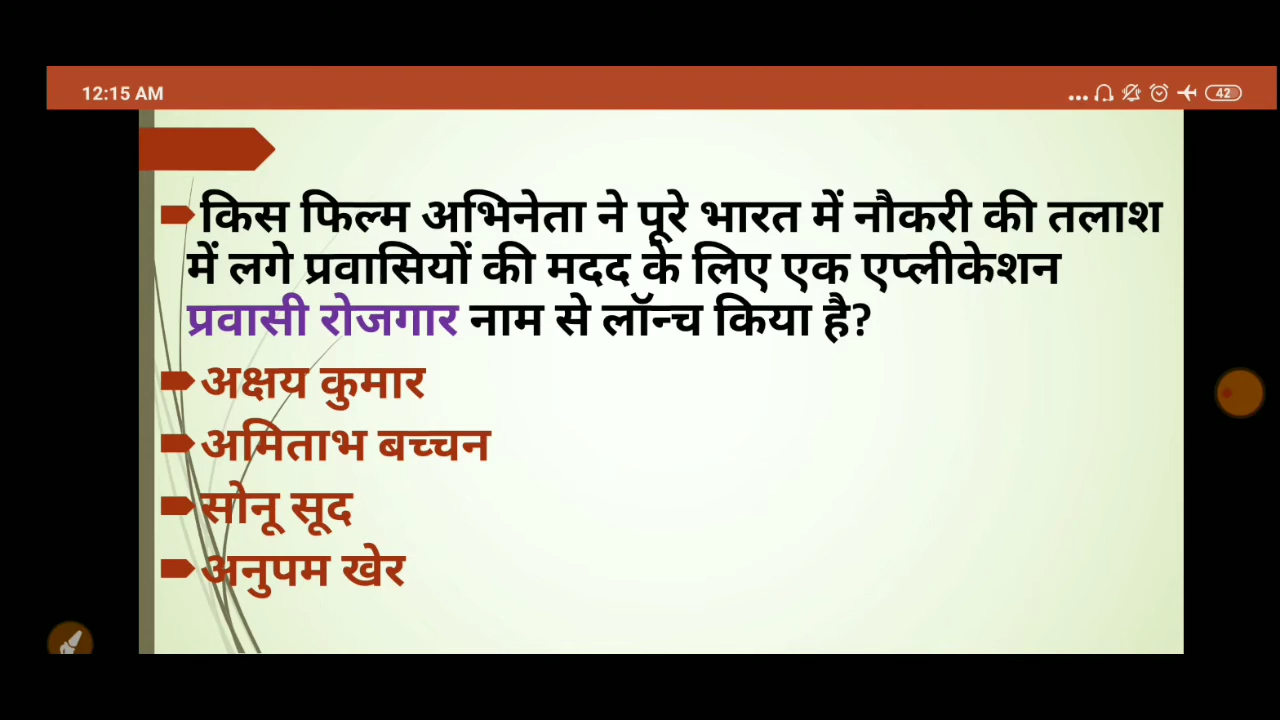 12:15 AM
42
किस फिल्म अभिनेता ने पूरे भारत में नौकरी की तलाश
में लगे प्रवासियों की मदद के लिए एक एप्लीकेशन
प्रवासी रोजगार नाम से लॉन्च किया है?
अक्षय कुमार
अमिताभ बच्चन
सोनू सूद
अनुपम खेर